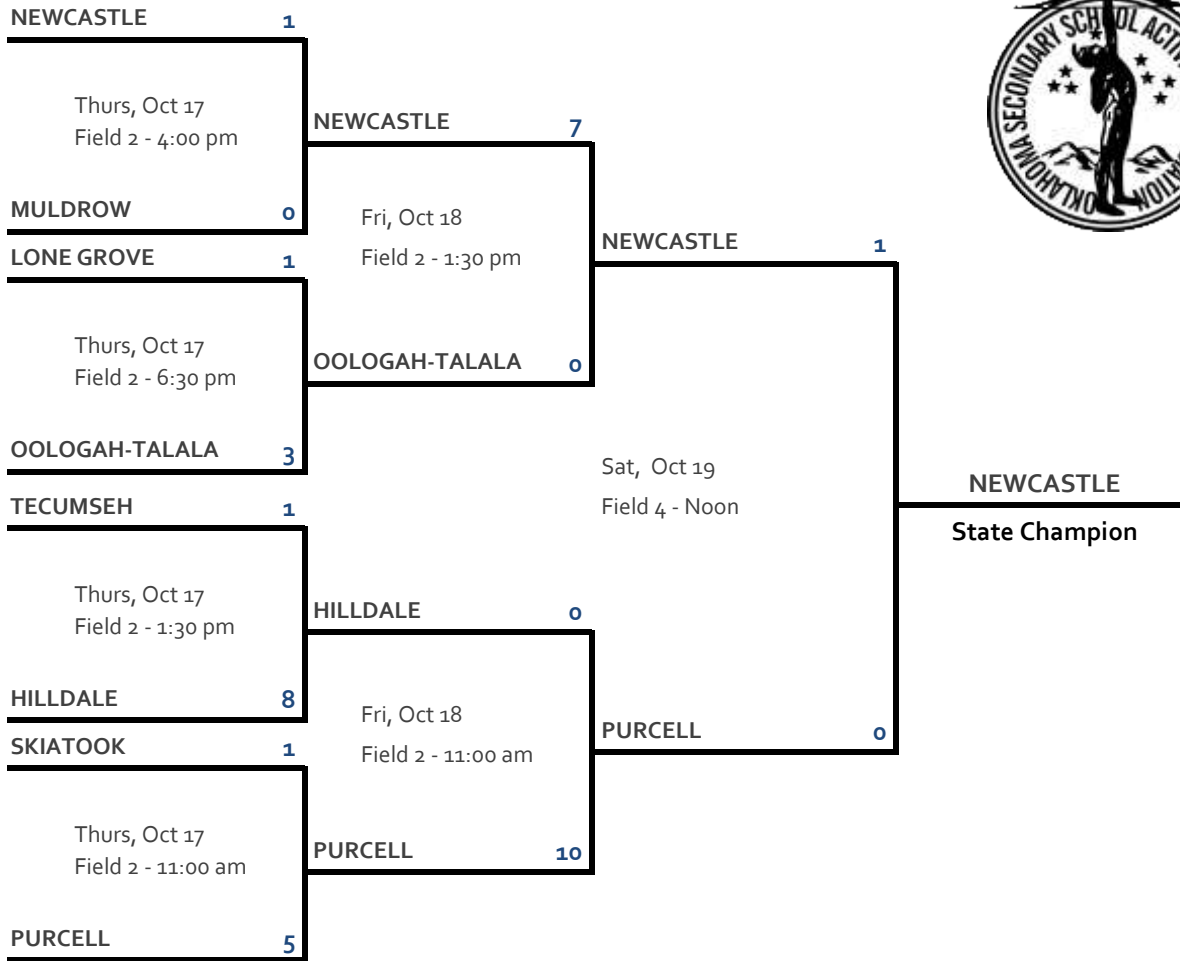 NEWCASTLE 1
Thurs, Oct 17
Field 2 - 4:00 pm
MULDROW 0
LONE GROVE 1
Thurs, Oct 17
Field 2 - 6:30 pm
OOLOGAH-TALALA 3
TECUMSEH 1
Thurs, Oct 17
Field 2 - 1:30 pm
HILLDALE 8
SKIATOOK 1
Thurs, Oct 17
Field 2 - 11:00 am
PURCELL 5
NEWCASTLE 7
Fri, Oct 18
Field 2 - 1:30 pm
OOLOGAH-TALALA 0
HILLDALE 0
Fri, Oct 18
Field 2 - 11:00 am
PURCELL 10
NEWCASTLE 1
Sat, Oct 19
Field 4 - Noon
PURCELL 0
NEWCASTLE
State Champion
OKLAHOMA SECONDARY SCHOOL